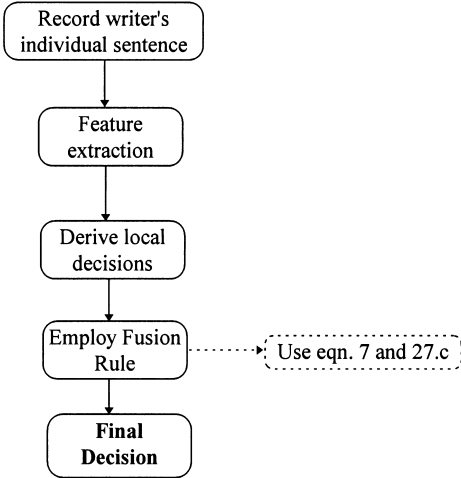 Record writer's
individual sentence
Feature
extraction
Derive local
decisions
Employ Fusion
Rule
Use eqn. 7 and 27.c
Final
Decision